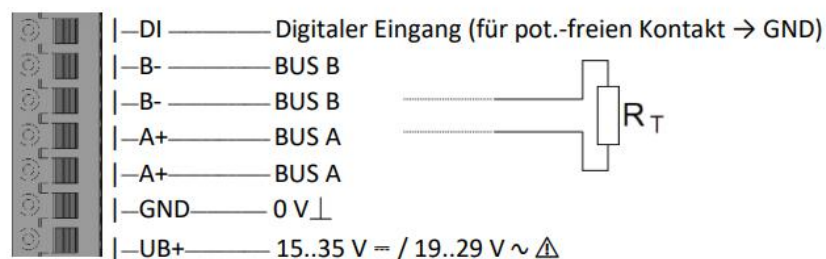 DI Digitaler Eingang (für pot.-freien Kontakt → GND)
B- BUS B
B- BUS B
A+ BUS A
A+ BUS A
GND 0 V⊥
UB+ 15..35 V ⎓ / 19..29 V ~ ⚠
R T